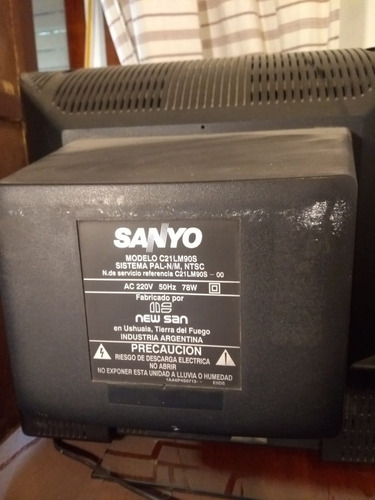 SANYO
MODELO C21LM90S
SISTEMA PAL-N/M, NTSC
N.de servicio referencia C21LM90S - 00
AC 220V 50Hz 78W
Fabricado por
new san
en Ushuaia, Tierra del Fuego
INDUSTRIA ARGENTINA
PRECAUCION
RIESGO DE DESCARGA ELECTRICA
NO ABRIR
NO EXPONER ESTA UNIDAD A LLUVIA O HUMEDAD